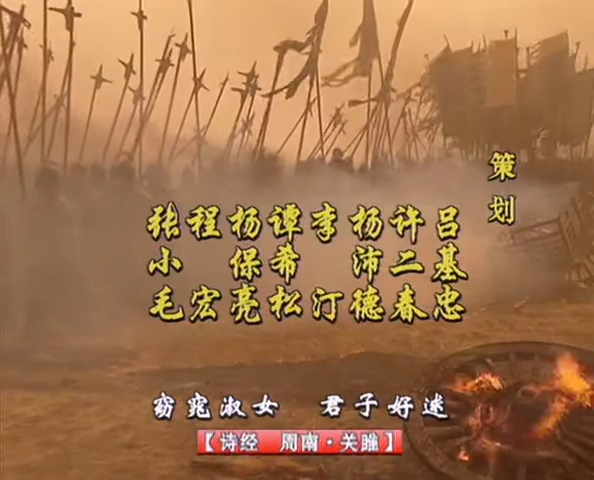 策划
吕基忠
许二春
杨沛德
李汀
谭希松
杨保亮
程宏
张小毛
窈窕淑女 君子好逑
【诗经 周南·关雎】